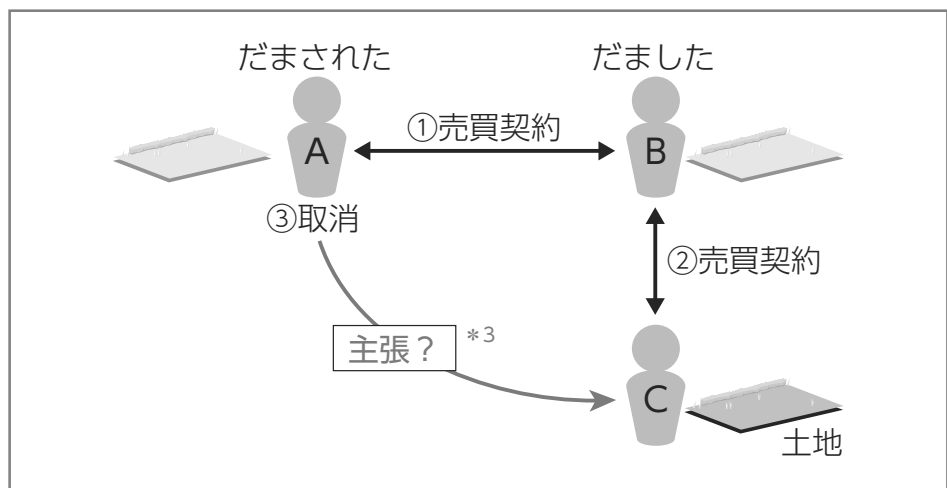 だまされた
だました
①売買契約
A
B
③取消
②売買契約
主張？ *3
C
土地